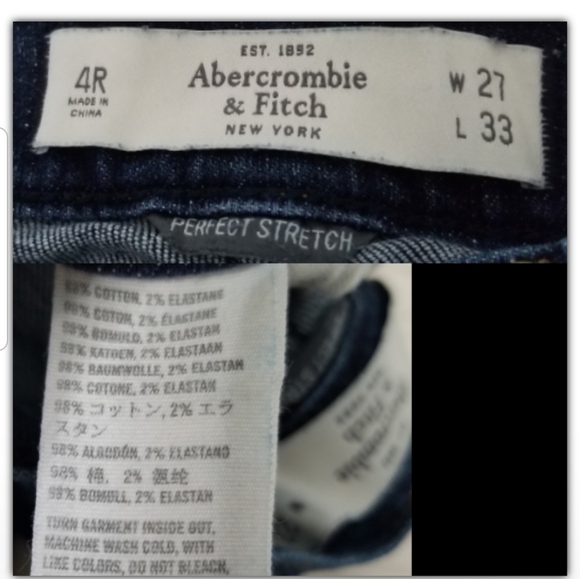 EST. 1892
4R
MADE IN
CHINA
Abercrombie
& Fitch
NEW YORK
W 27
L 33
PERFECT STRETCH
98% COTTON, 2% ELASTANE
98% COTON, 2% ELASTANE
98% BOMULD, 2% ELASTAN
98% KATOEN, 2% ELASTAAN
98% BAUMWOLLE, 2% ELASTAN
98% COTONE, 2% ELASTAN
98% コットン, 2% エラ
スタン
98% ALGODÓN, 2% ELASTANO
98% 棉, 2%
98% BOMULL, 2% ELASTAN
TURN GARMENT INSIDE OUT,
MACHINE WASH COLD, WITH
LIKE COLORS, DO NOT BLEACH,
Abercrombie
& Fitch